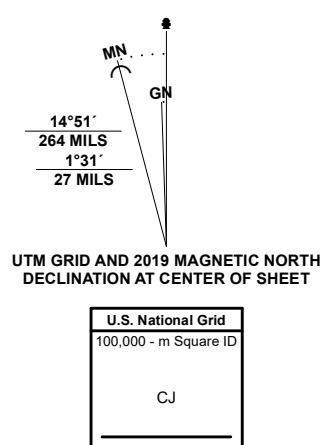 MN
GN
14°51´
264 MILS
1°31´
27 MILS
UTM GRID AND 2019 MAGNETIC NORTH
DECLINATION AT CENTER OF SHEET
U.S. National Grid
100,000 - m Square ID
CJ